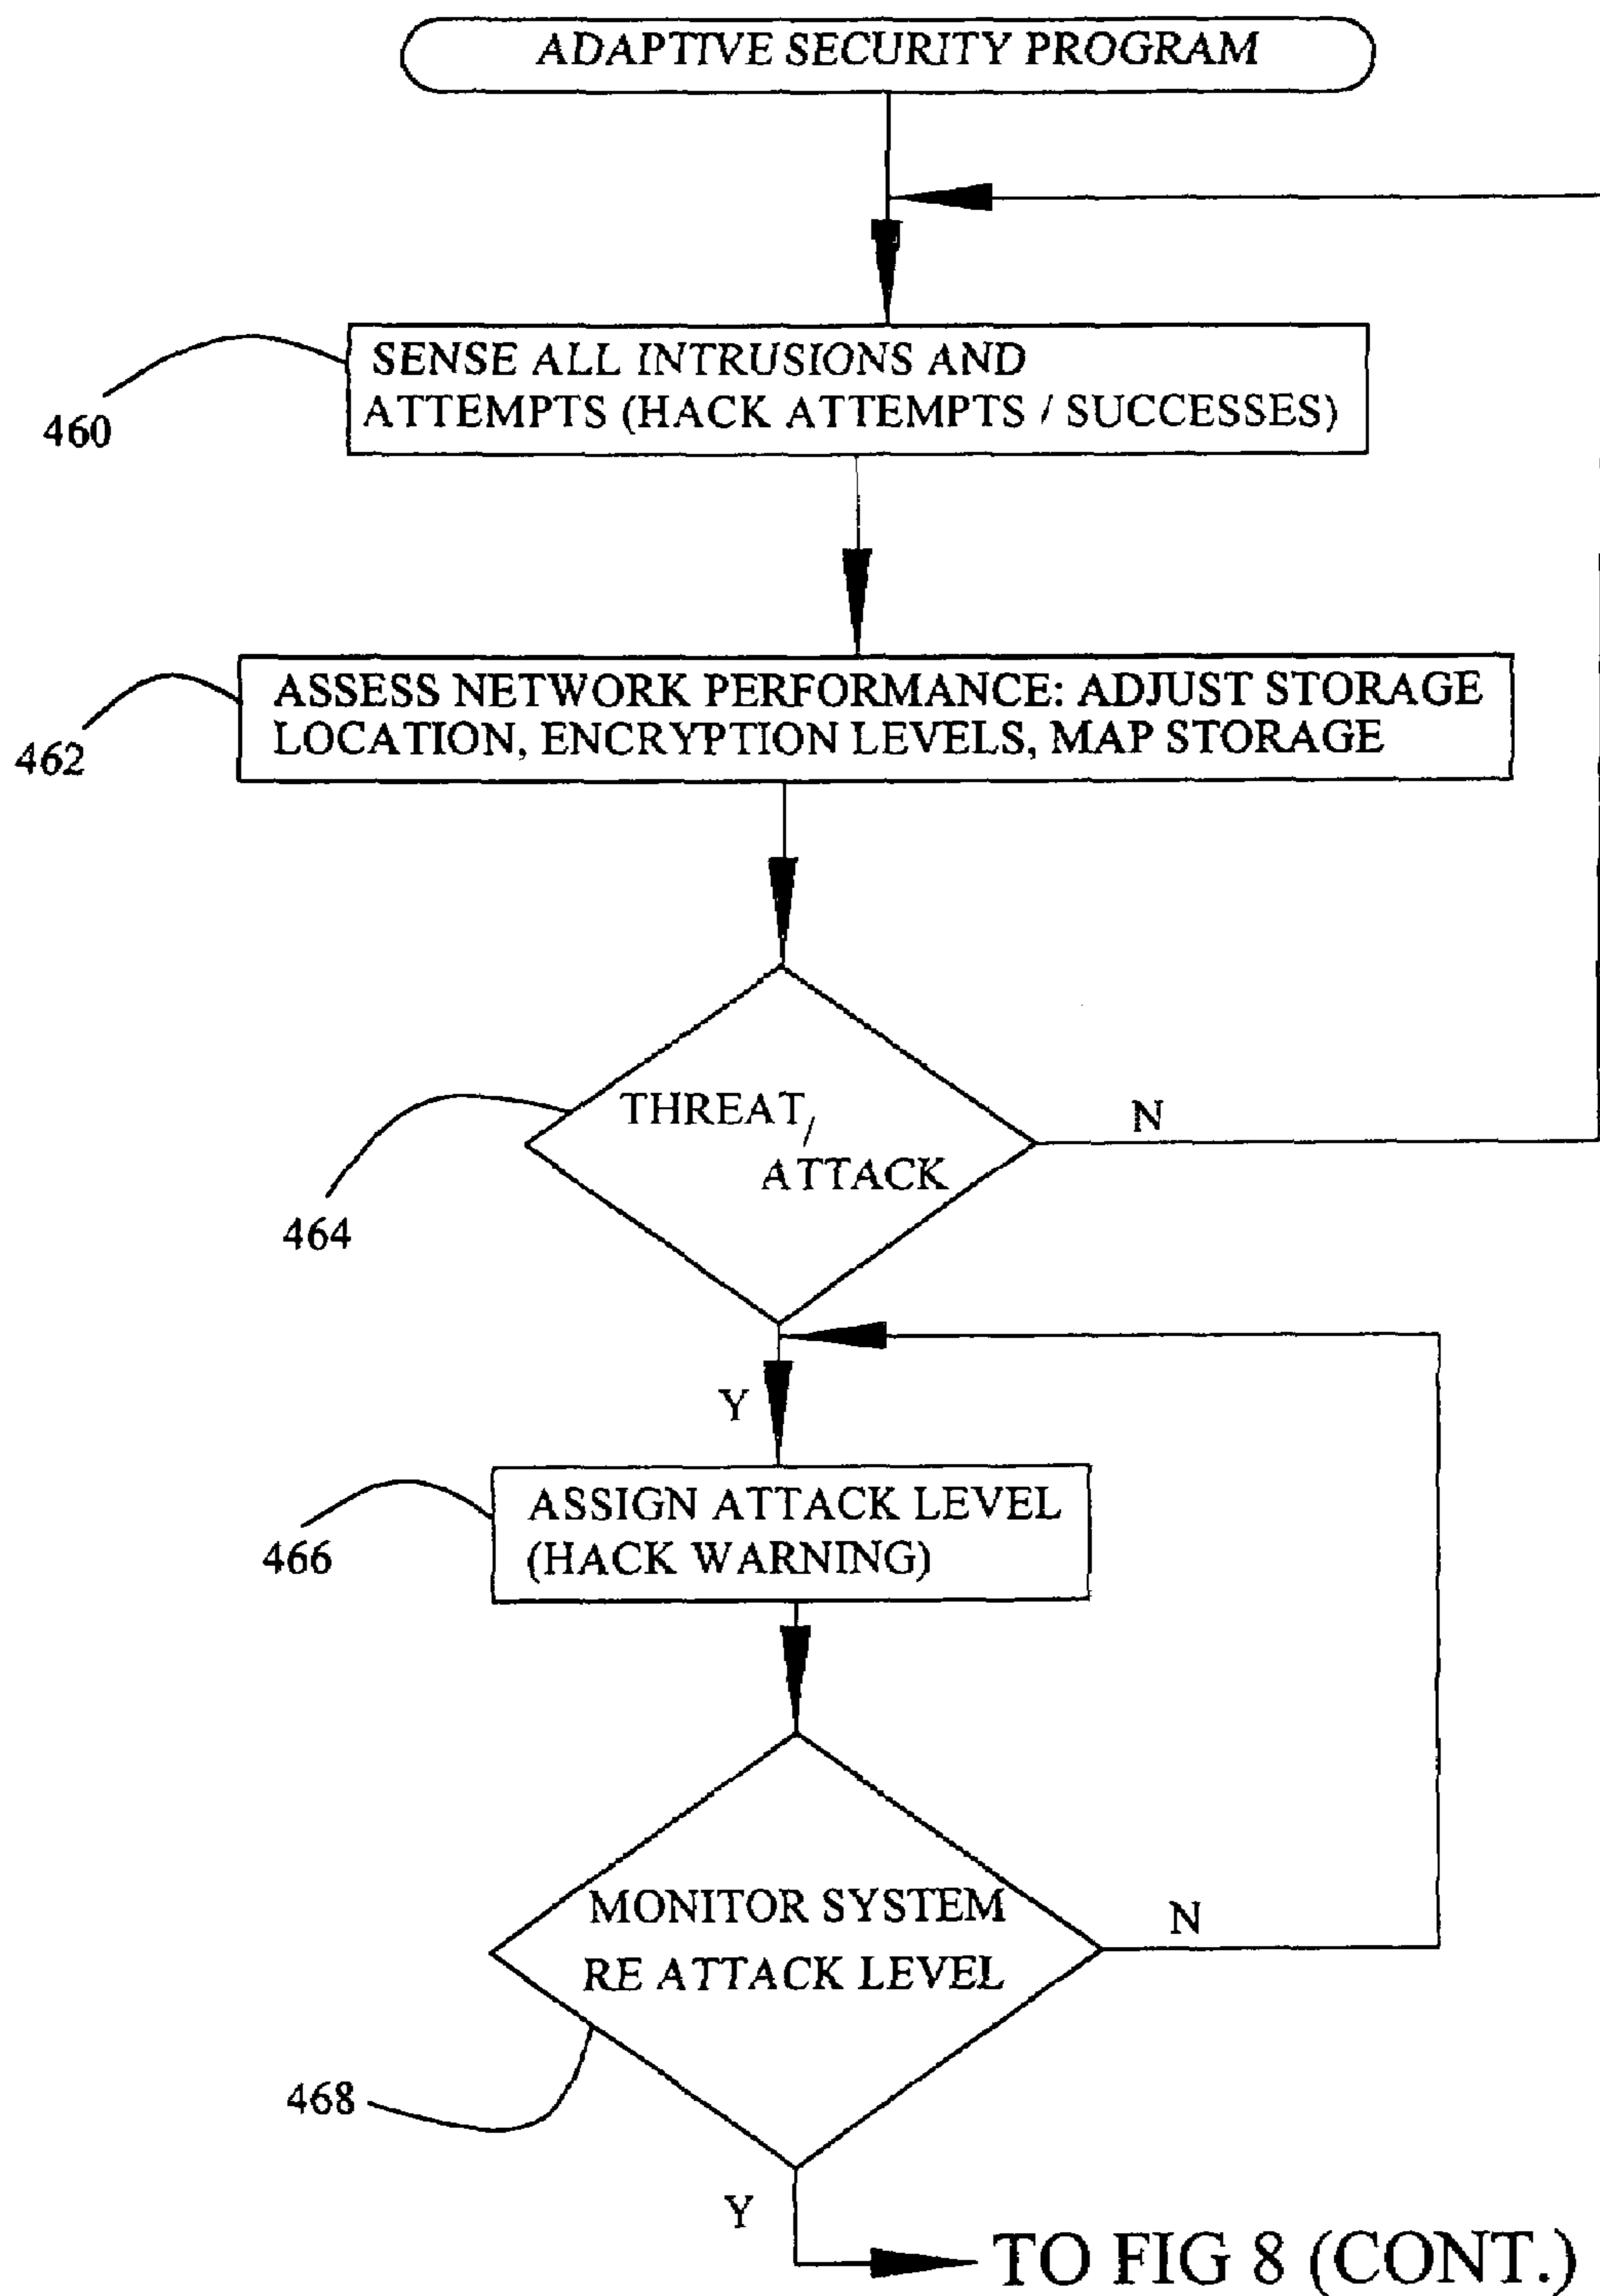 ADAPTIVE SECURITY PROGRAM
SENSE ALL INTRUSIONS AND
ATTEMPTS (HACK ATTEMPTS / SUCCESSES)
460
ASSESS NETWORK PERFORMANCE: ADJUST STORAGE
LOCATION, ENCRYPTION LEVELS, MAP STORAGE
462
THREAT/
ATTACK
N
464
Y
ASSIGN ATTACK LEVEL
(HACK WARNING)
466
MONITOR SYSTEM
RE ATTACK LEVEL
N
468
Y
TO FIG 8 (CONT.)